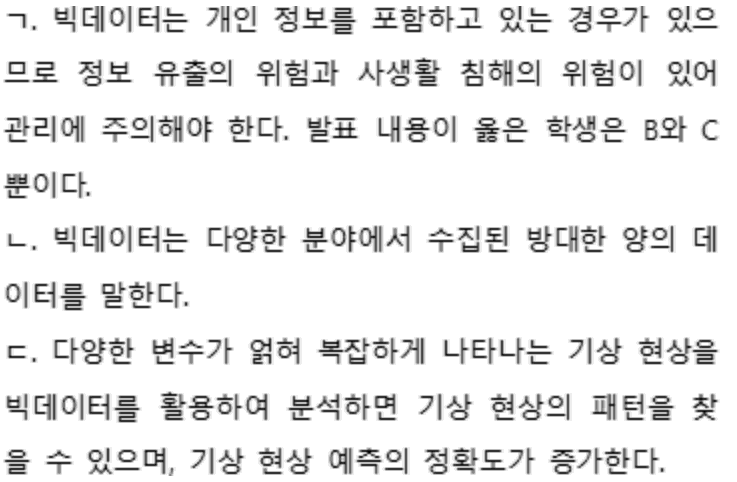 ㄱ. 빅데이터는 개인 정보를 포함하고 있는 경우가 있으
므로 정보 유출의 위험과 사생활 침해의 위험이 있어
관리에 주의해야 한다. 발표 내용이 옳은 학생은 B와 C
뿐이다.
ㄴ. 빅데이터는 다양한 분야에서 수집된 방대한 양의 데
이터를 말한다.
ㄷ. 다양한 변수가 얽혀 복잡하게 나타나는 기상 현상을
빅데이터를 활용하여 분석하면 기상 현상의 패턴을 찾
을 수 있으며, 기상 현상 예측의 정확도가 증가한다.